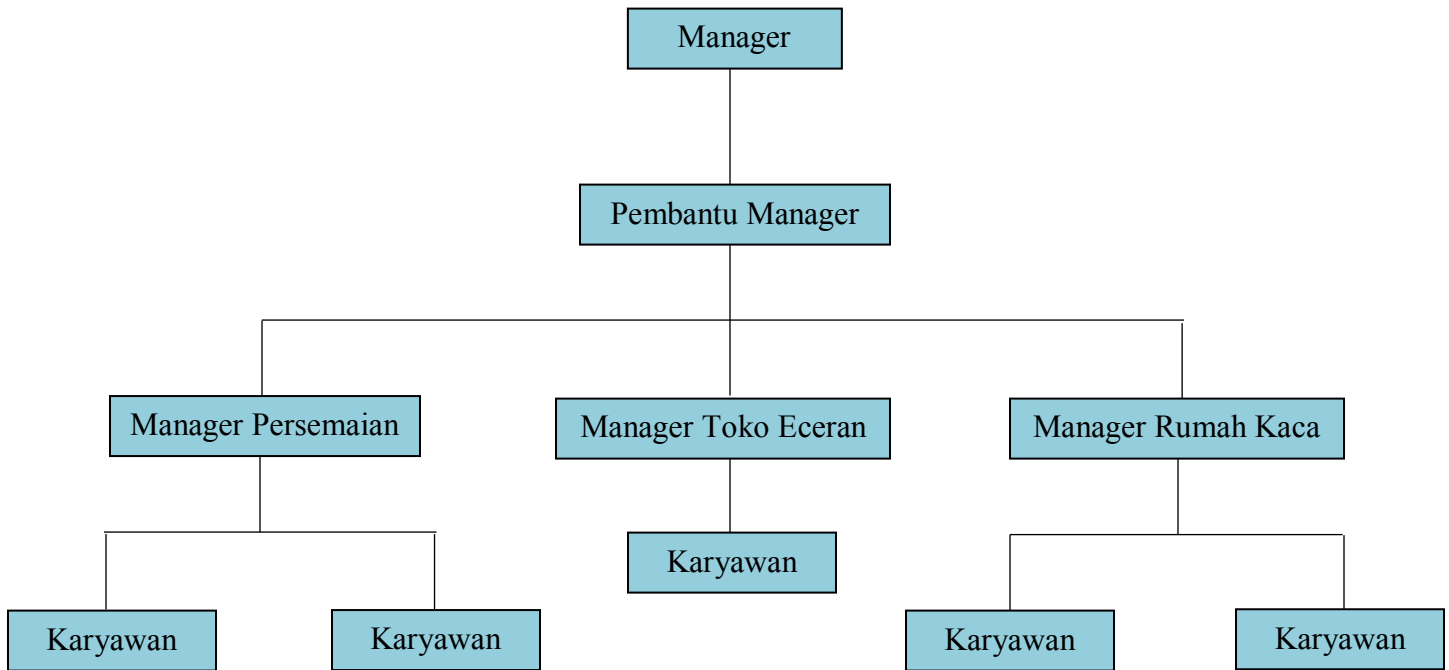 Manager
Pembantu Manager
Manager Persemaian
Manager Toko Eceran
Manager Rumah Kaca
Karyawan
Karyawan
Karyawan
Karyawan
Karyawan